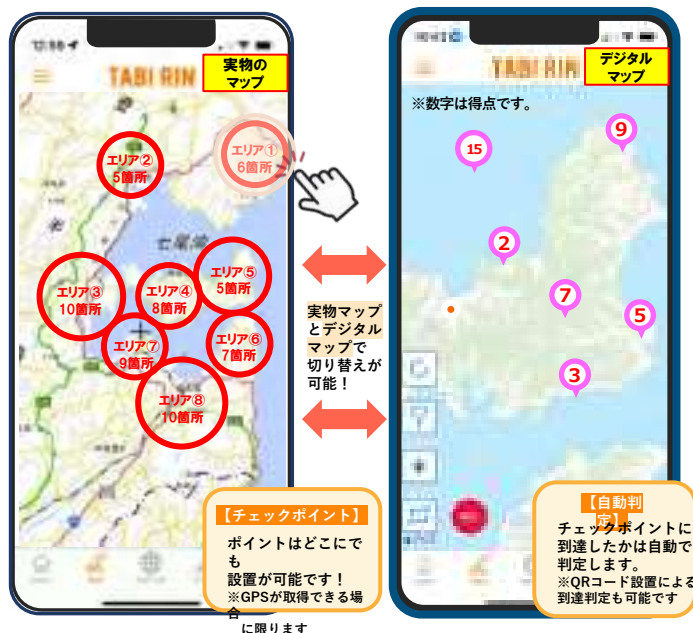 12:58
TABI RIN
実物の
マップ
エリア①
6箇所
エリア②
5箇所
七尾湾
エリア③
10箇所
エリア④
8箇所
エリア⑤
5箇所
エリア⑥
7箇所
エリア⑦
9箇所
エリア⑧
10箇所
【チェックポイント】
ポイントはどこにで
も
設置が可能です！
※GPSが取得できる場
合
に限ります
実物マップ
とデジタル
マップで
切り替えが
可能！
TABI RIN
デジタル
マップ
※数字は得点です。
15
9
2
7
5
3
【自動判
定】
チェックポイントに
到達したかは自動で
判定します。
※QRコード設置による
到達判定も可能です